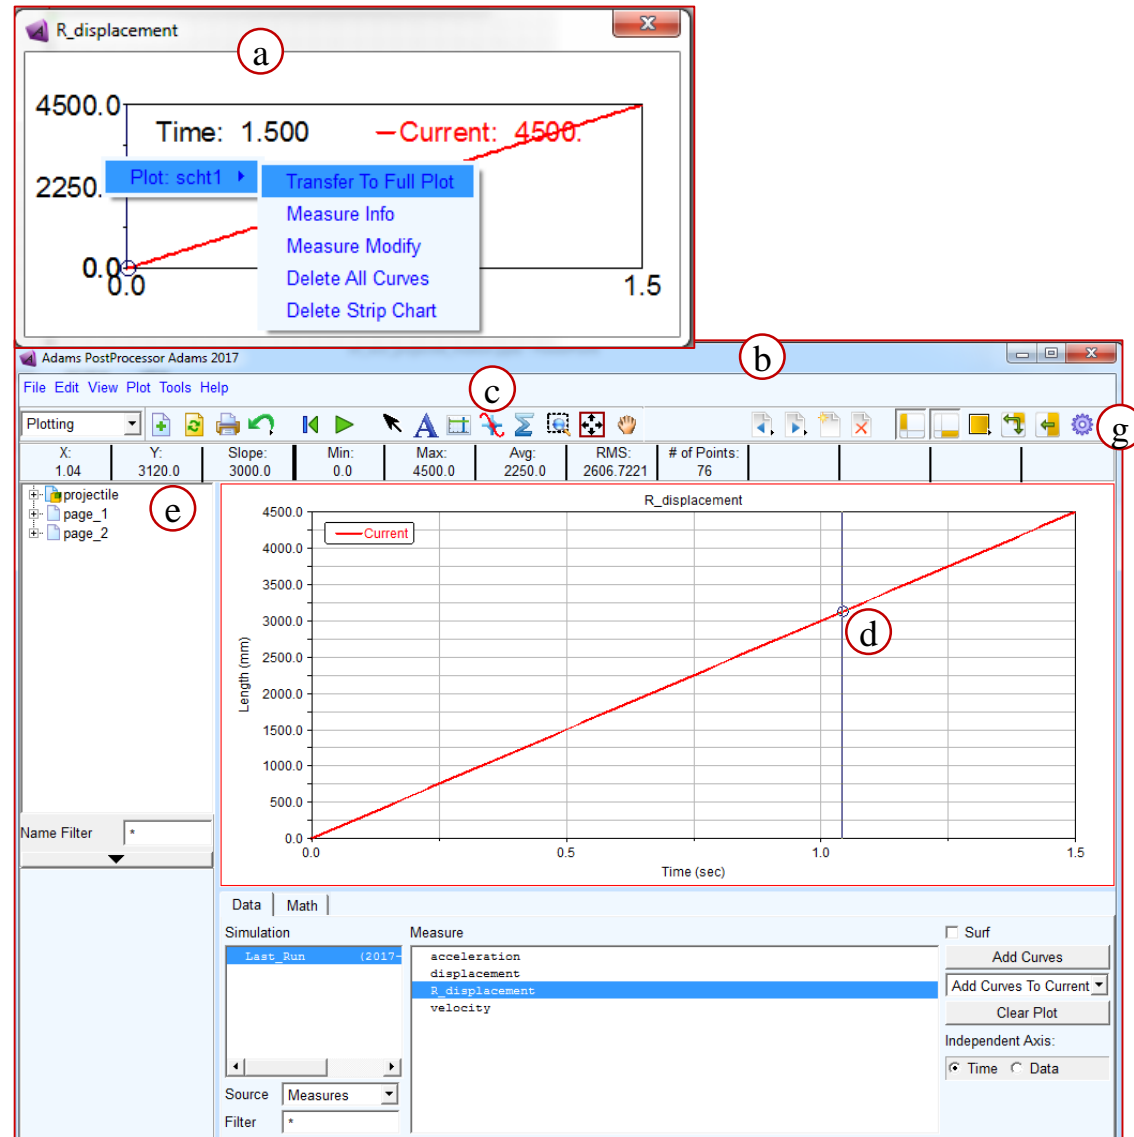 R_displacement
a
4500.0
Time: 1.500
Current: 4500.
Plot: scht1
Transfer To Full Plot
2250.
Measure Info
Measure Modify
Delete All Curves
Delete Strip Chart
0.0
0.0
1.5
Adams PostProcessor Adams 2017
b
File Edit View Plot Tools Help
c
Plotting
A
g
X: Y: Slope: Min: Max: Avg: RMS: # of Points:
1.04 3120.0 3000.0 0.0 4500.0 2250.0 2606.7221 76
projectile
page_1
page_2
e
R_displacement
Current
4500.0
4000.0
3500.0
3000.0
2500.0
2000.0
1500.0
1000.0
500.0
0.0
Length (mm)
d
0.0 0.5 1.0 1.5
Time (sec)
Name Filter *
Data Math
Simulation
Last_Run (2017-
Measure
acceleration
displacement
R_displacement
velocity
Surf
Add Curves
Add Curves To Current
Clear Plot
Independent Axis:
Time Data
Source Measures
Filter *